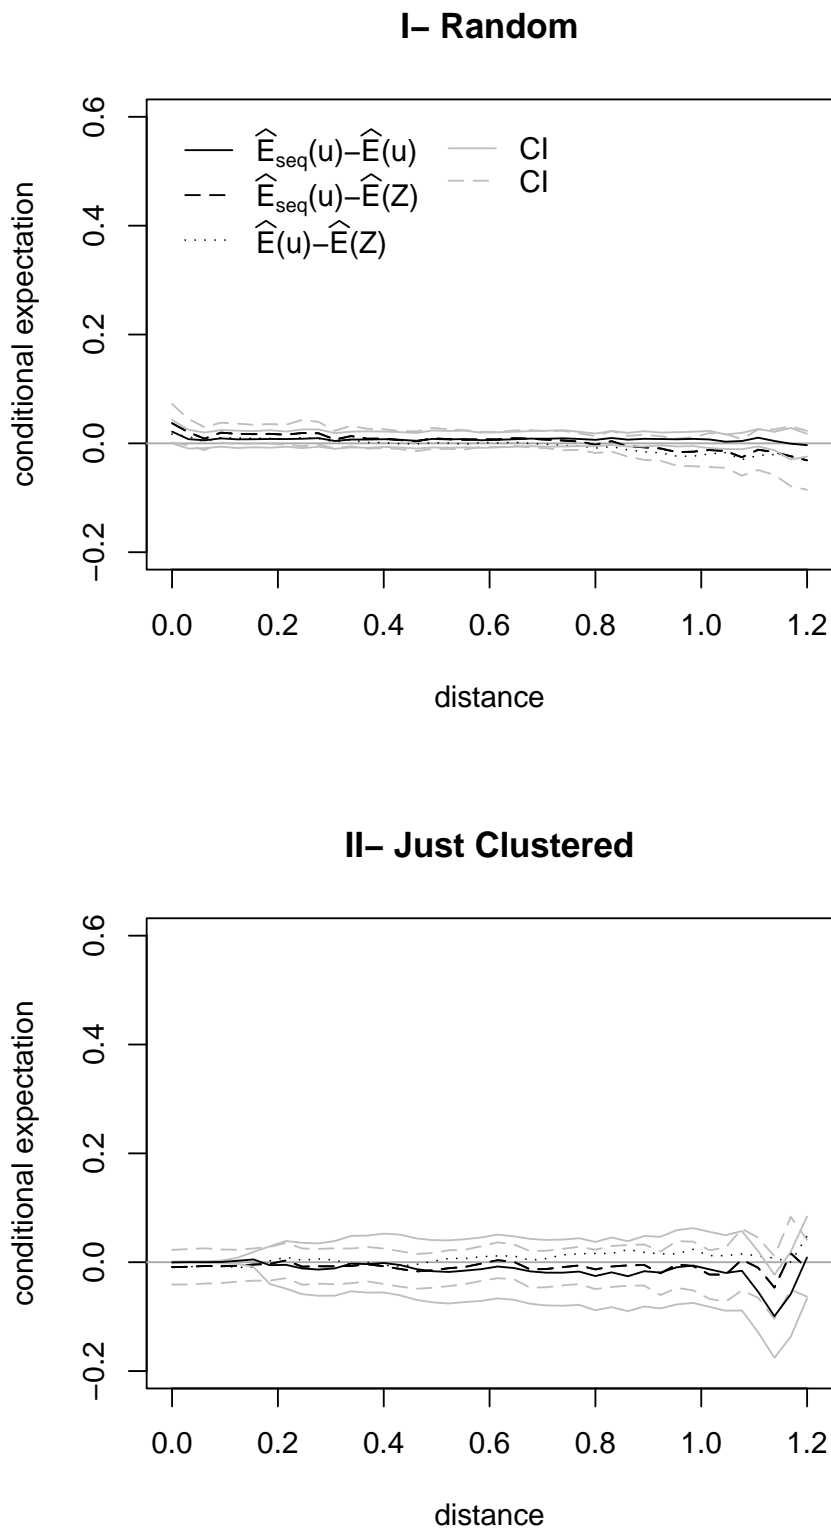 I– Random
conditional expectation
0.6
0.4
0.2
0.0
−0.2
Ê_seq(u)−Ê(u)
Ê_seq(u)−Ê(Z)
Ê(u)−Ê(Z)
CI
CI
0.0 0.2 0.4 0.6 0.8 1.0 1.2
distance
II– Just Clustered
conditional expectation
0.6
0.4
0.2
0.0
−0.2
0.0 0.2 0.4 0.6 0.8 1.0 1.2
distance